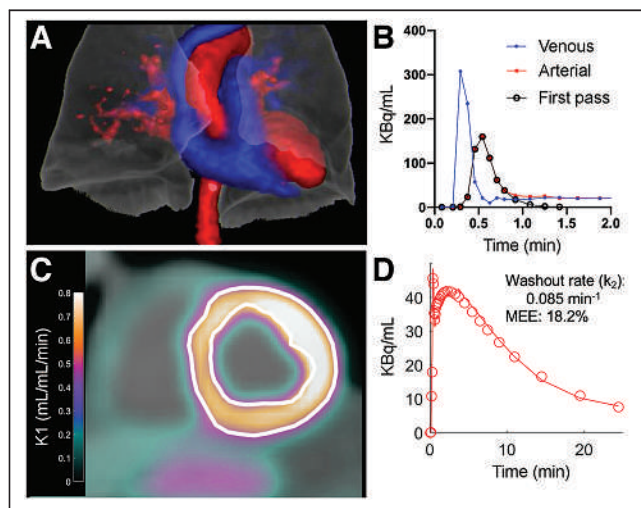 A
B
Venous
Arterial
First pass
KBq/mL
400
300
200
100
0
0.0 0.5 1.0 1.5 2.0
Time (min)
C
K1 (mL/mL/min)
0.8
0.7
0.6
0.5
0.4
0.3
0.2
0.1
0
D
Washout rate (k₂):
0.085 min⁻¹
MEE: 18.2%
KBq/mL
40
30
20
10
0
0 10 20
Time (min)